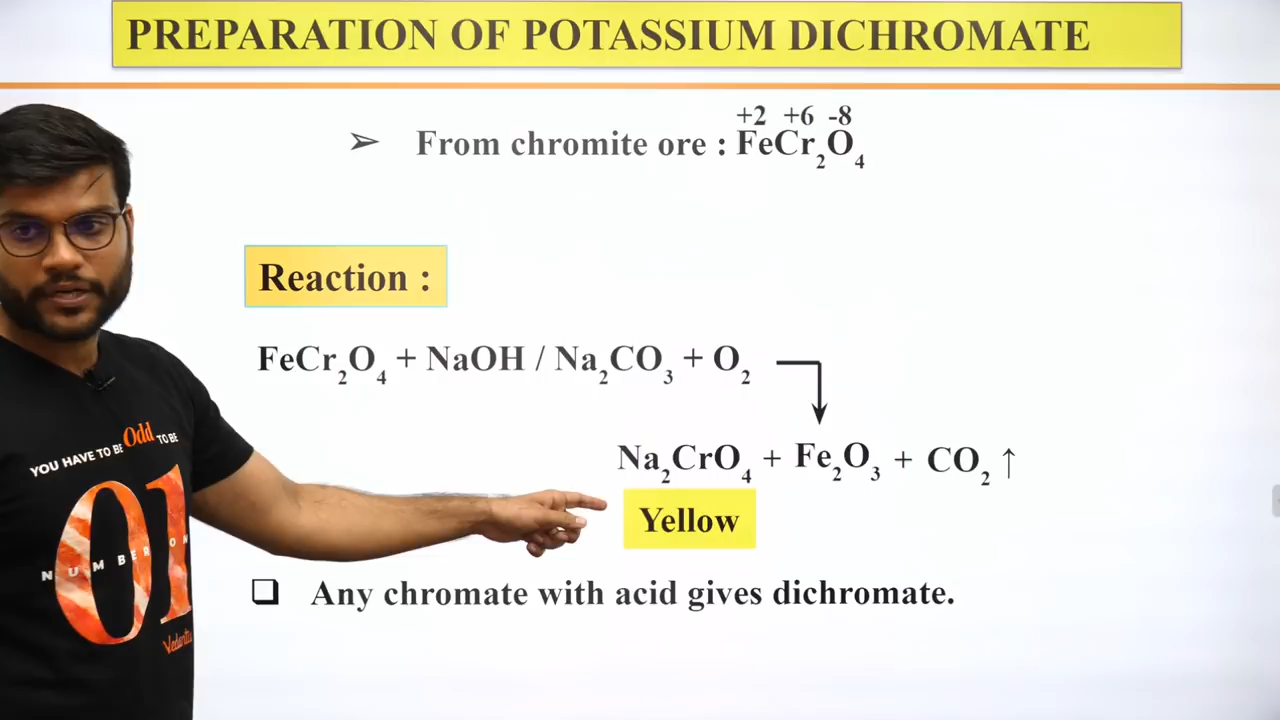 PREPARATION OF POTASSIUM DICHROMATE
+2 +6 -8
➢ From chromite ore : FeCr₂O₄
Reaction :
FeCr₂O₄ + NaOH / Na₂CO₃ + O₂
Na₂CrO₄ + Fe₂O₃ + CO₂ ↑
Yellow
❑ Any chromate with acid gives dichromate.
YOU HAVE TO BE Odd TO BE
01
NUMBER ON
Vedantu